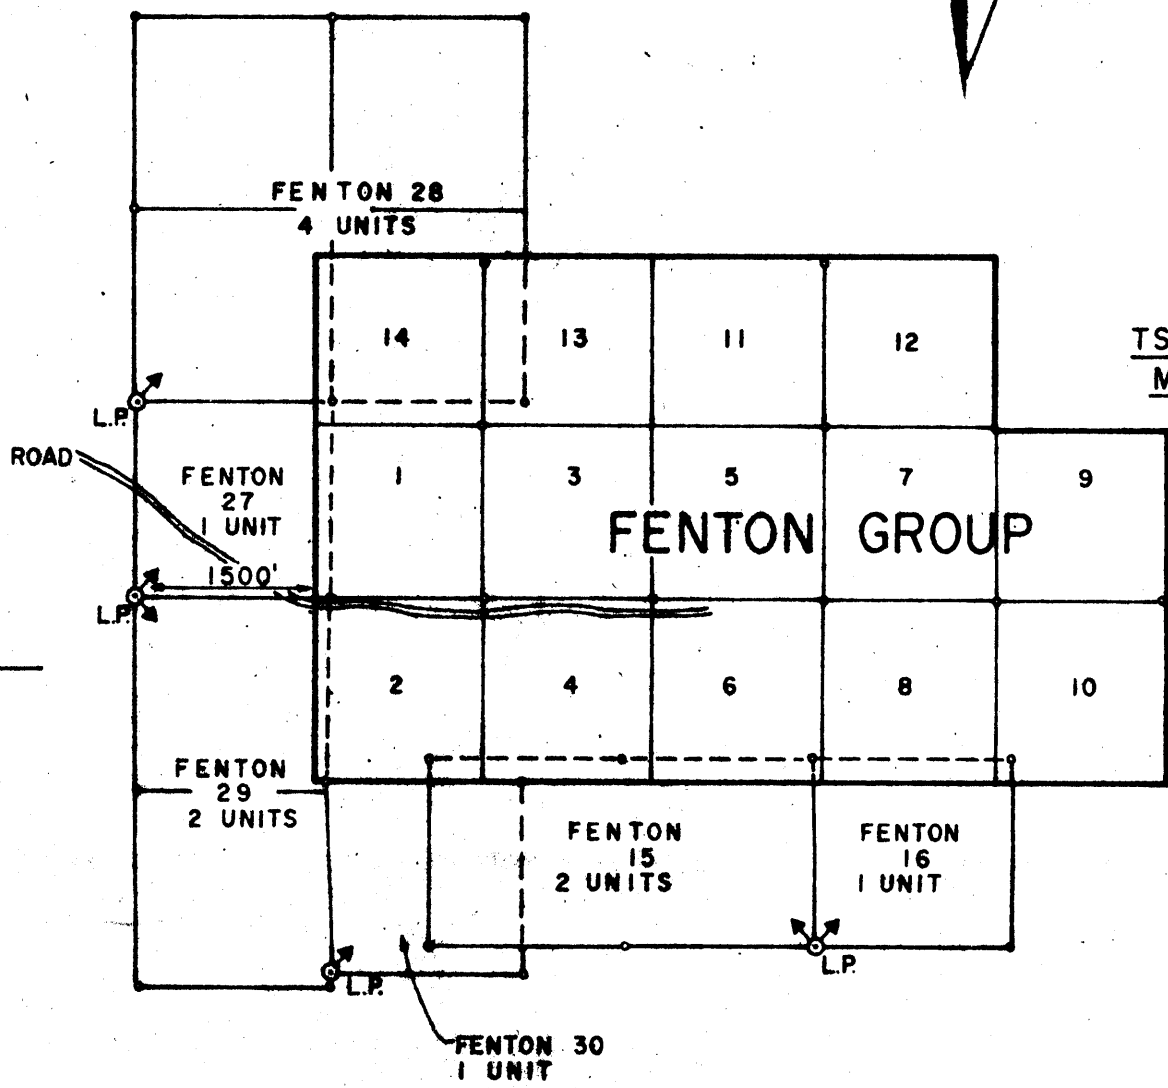 FENTON 28
4 UNITS
14
13
11
12
TS
M
L.P.
ROAD
FENTON
27
1 UNIT
1
3
5
7
9
FENTON GROUP
1500'
L.P.
2
4
6
8
10
FENTON
29
2 UNITS
FENTON
15
2 UNITS
FENTON
16
1 UNIT
L.P.
L.P.
FENTON 30
1 UNIT